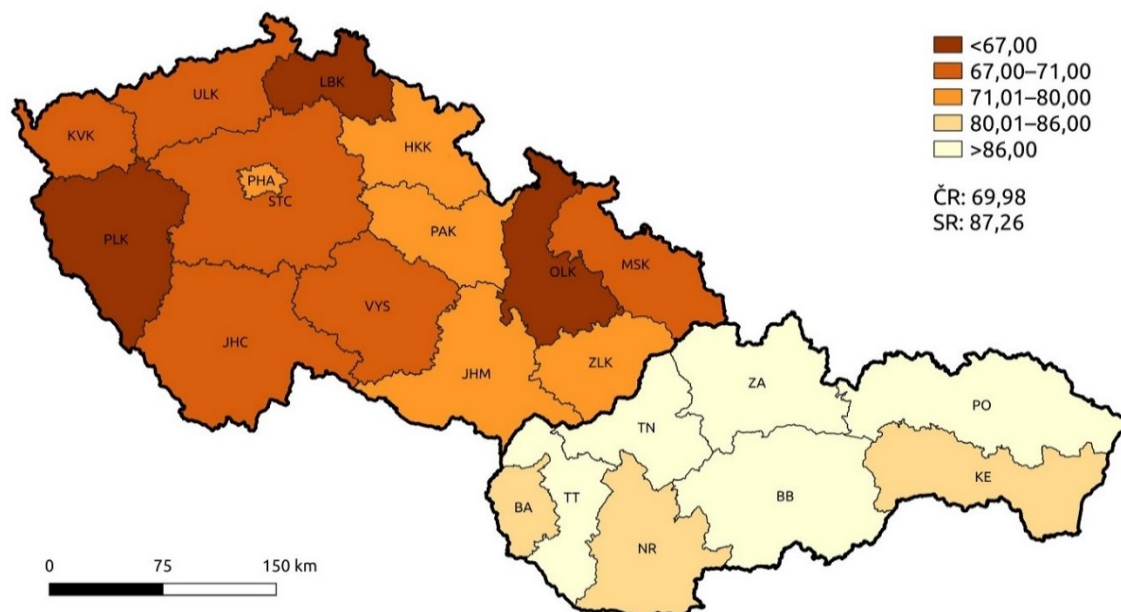 <67,00
67,00–71,00
71,01–80,00
80,01–86,00
>86,00
ČR: 69,98
SR: 87,26
LBK
ULK
KVK
HKK
PHA
STC
PAK
PLK
OLK
MSK
VYS
JHC
ZLK
JHM
ZA
PO
TN
KE
BB
TT
BA
NR
0 75 150 km